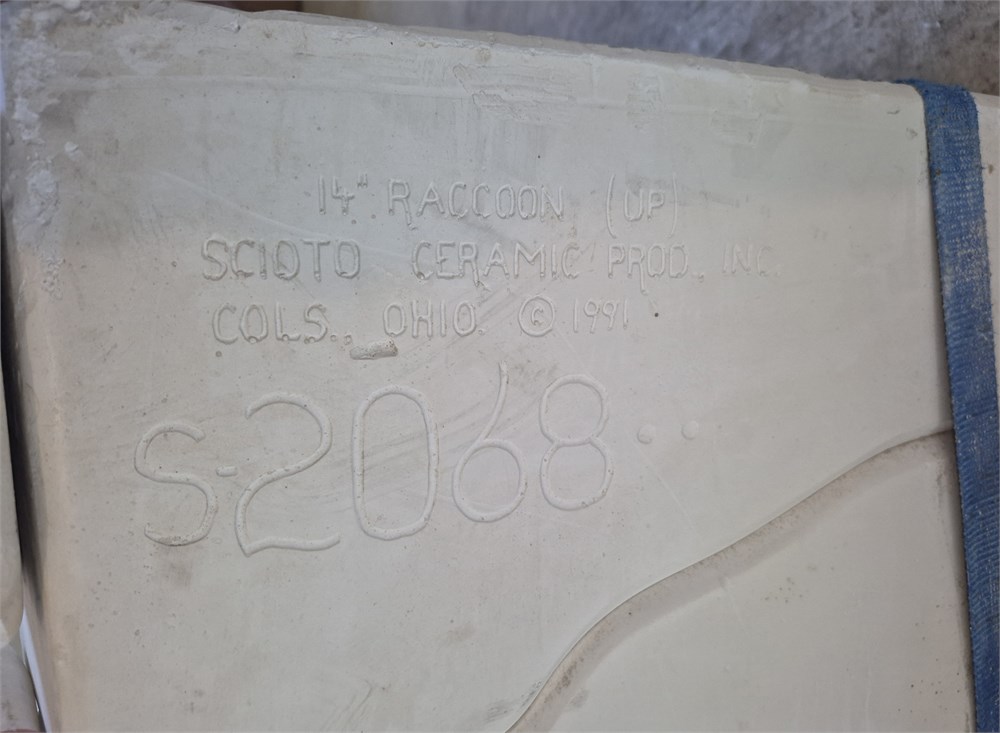 14" RACCOON (UP)
SCIOTO CERAMIC PROD., INC.
COLS., OHIO. © 1991
S-2068..